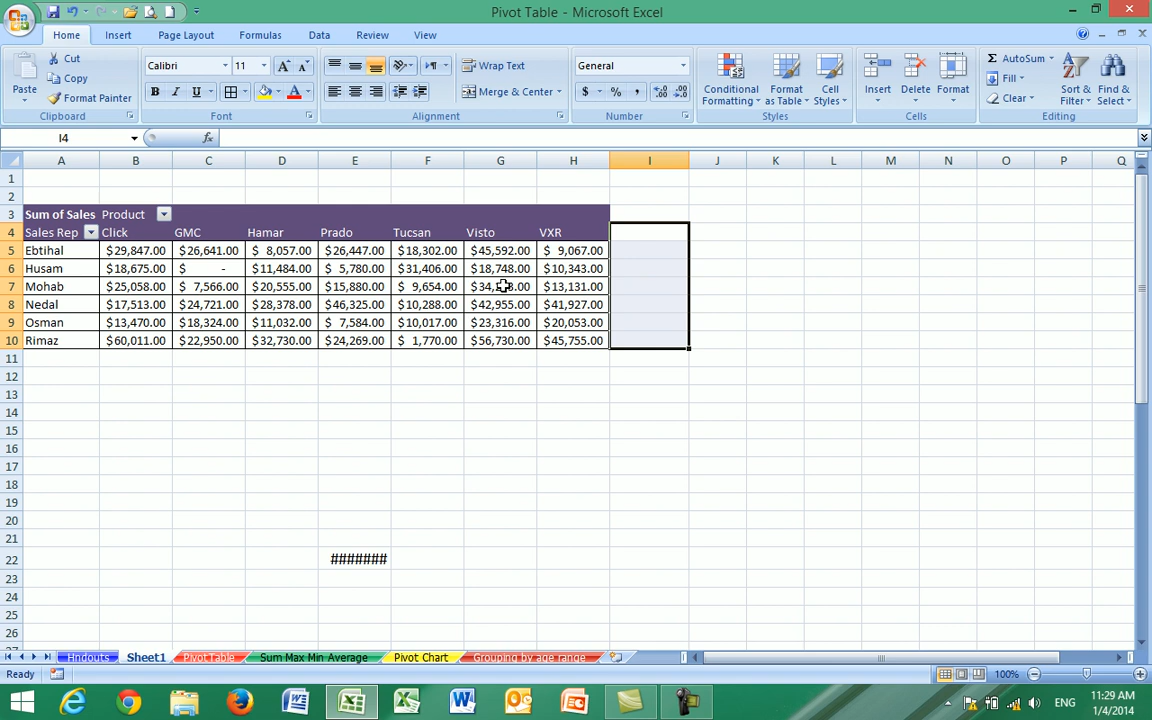 Pivot Table - Microsoft Excel
Home Insert Page Layout Formulas Data Review View
Paste Cut Copy Format Painter Clipboard
Calibri 11 A A B I U A Font
Wrap Text Merge & Center Alignment
General $ % , .0 .00 .00 .0 Number
Conditional Formatting Format as Table Cell Styles Styles
Insert Delete Format Cells
Σ AutoSum Fill Clear Sort & Filter Find & Select Editing
I4 fx
A B C D E F G H I J K L M N O P Q
1
2
3 Sum of Sales Product
4 Sales Rep Click GMC Hamar Prado Tucsan Visto VXR
5 Ebtihal $29,847.00 $26,641.00 $ 8,057.00 $26,447.00 $18,302.00 $45,592.00 $ 9,067.00
6 Husam $18,675.00 $ - $11,484.00 $ 5,780.00 $31,406.00 $18,748.00 $10,343.00
7 Mohab $25,058.00 $ 7,566.00 $20,555.00 $15,880.00 $ 9,654.00 $13,131.00
8 Nedal $17,513.00 $24,721.00 $28,378.00 $46,325.00 $10,288.00 $42,955.00 $41,927.00
9 Osman $13,470.00 $18,324.00 $11,032.00 $ 7,584.00 $10,017.00 $23,316.00 $20,053.00
10 Rimaz $60,011.00 $22,950.00 $32,730.00 $24,269.00 $ 1,770.00 $56,730.00 $45,755.00
11
12
13
14
15
16
17
18
19
20
21
22 #######
23
24
25
26
Hndouts Sheet1 PivotTable Sum Max Min Average Pivot Chart Grouping by age range
Ready 100%
ENG 11:29 AM
1/4/2014